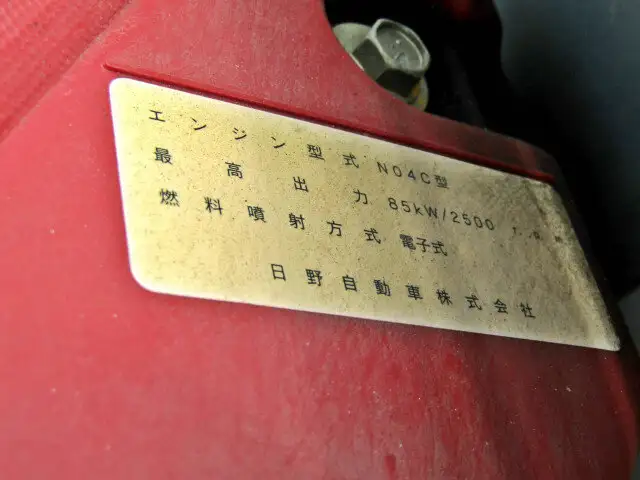 エンジン型式 N04C型
最高出力 85kW/2500 r.p.m
燃料噴射方式 電子式
日野自動車株式会社